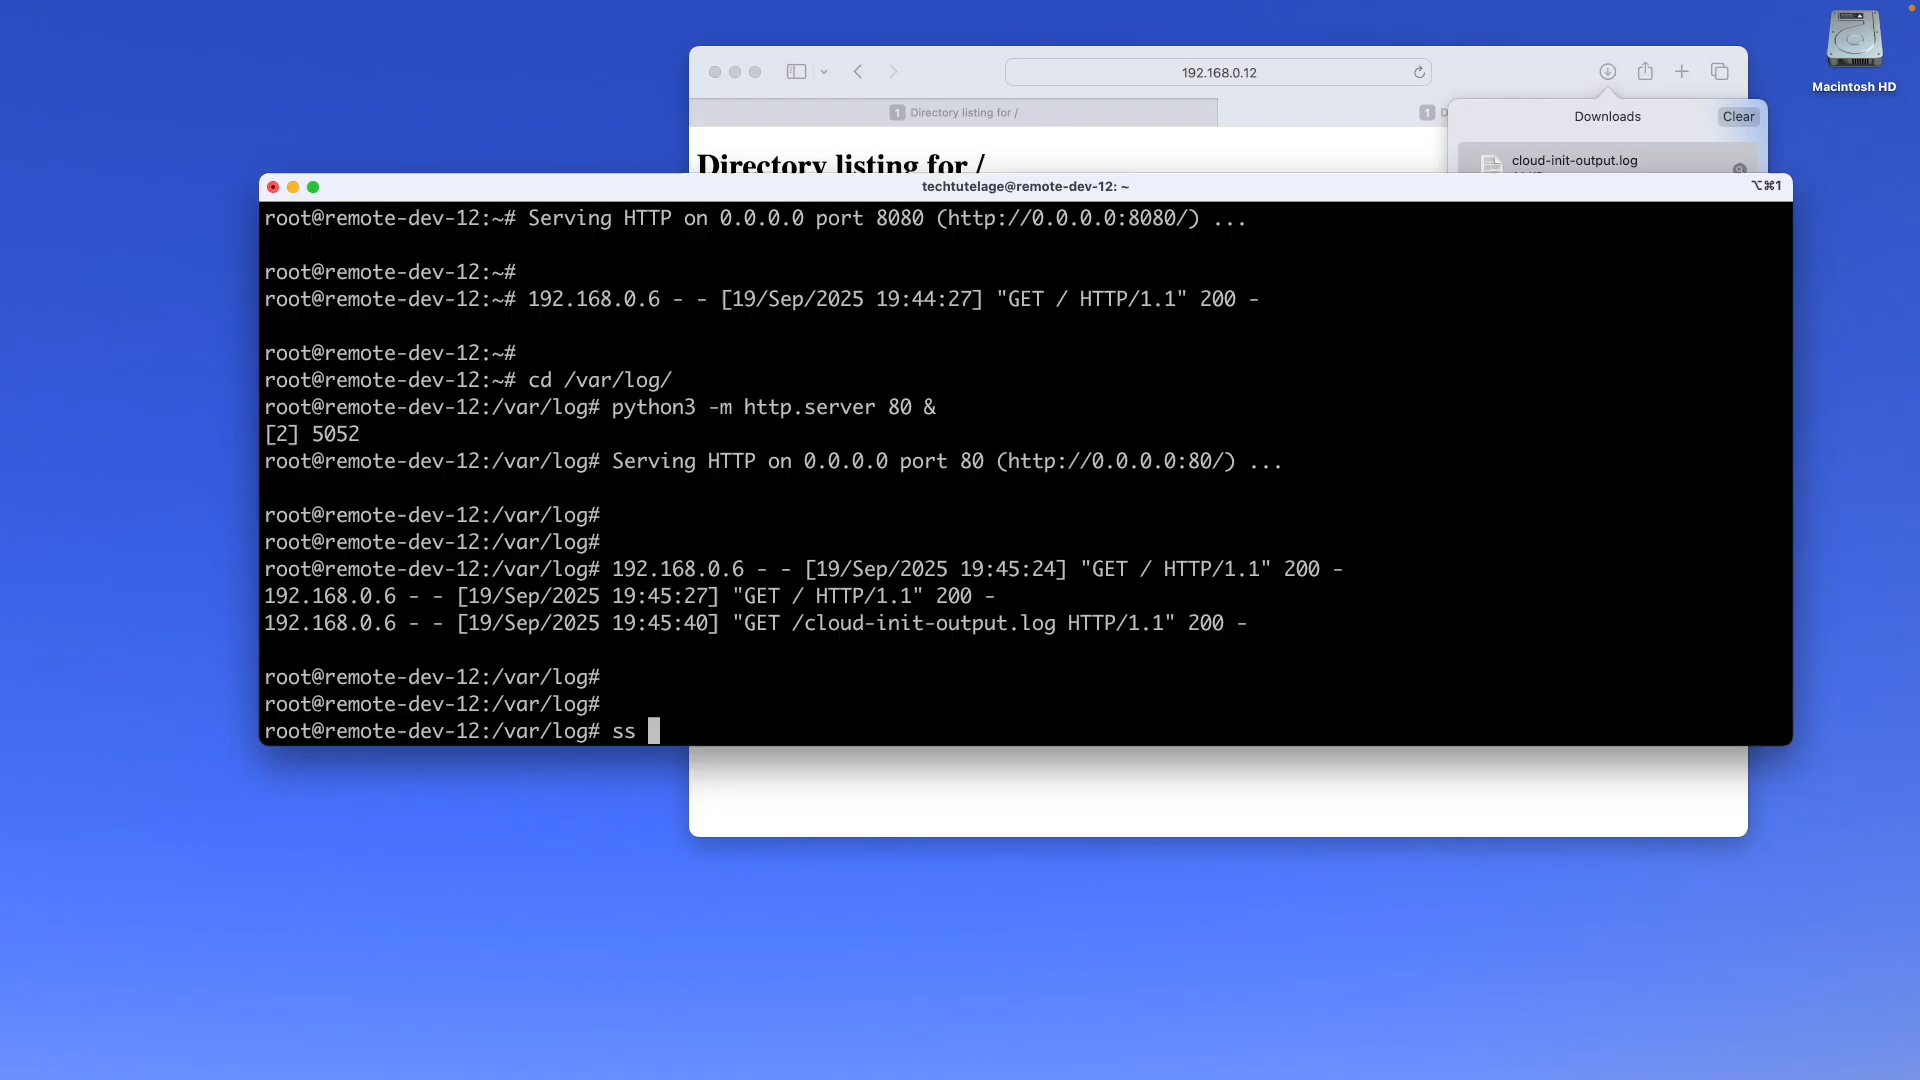 Macintosh HD
192.168.0.12
1 Directory listing for /
1 D
Downloads
Clear
cloud-init-output.log
Directory listing for /
techtutelage@remote-dev-12: ~
⌥⌘1
root@remote-dev-12:~# Serving HTTP on 0.0.0.0 port 8080 (http://0.0.0.0:8080/) ...
root@remote-dev-12:~#
root@remote-dev-12:~# 192.168.0.6 - - [19/Sep/2025 19:44:27] "GET / HTTP/1.1" 200 -
root@remote-dev-12:~#
root@remote-dev-12:~# cd /var/log/
root@remote-dev-12:/var/log# python3 -m http.server 80 &
[2] 5052
root@remote-dev-12:/var/log# Serving HTTP on 0.0.0.0 port 80 (http://0.0.0.0:80/) ...
root@remote-dev-12:/var/log#
root@remote-dev-12:/var/log#
root@remote-dev-12:/var/log# 192.168.0.6 - - [19/Sep/2025 19:45:24] "GET / HTTP/1.1" 200 -
192.168.0.6 - - [19/Sep/2025 19:45:27] "GET / HTTP/1.1" 200 -
192.168.0.6 - - [19/Sep/2025 19:45:40] "GET /cloud-init-output.log HTTP/1.1" 200 -
root@remote-dev-12:/var/log#
root@remote-dev-12:/var/log#
root@remote-dev-12:/var/log# ss